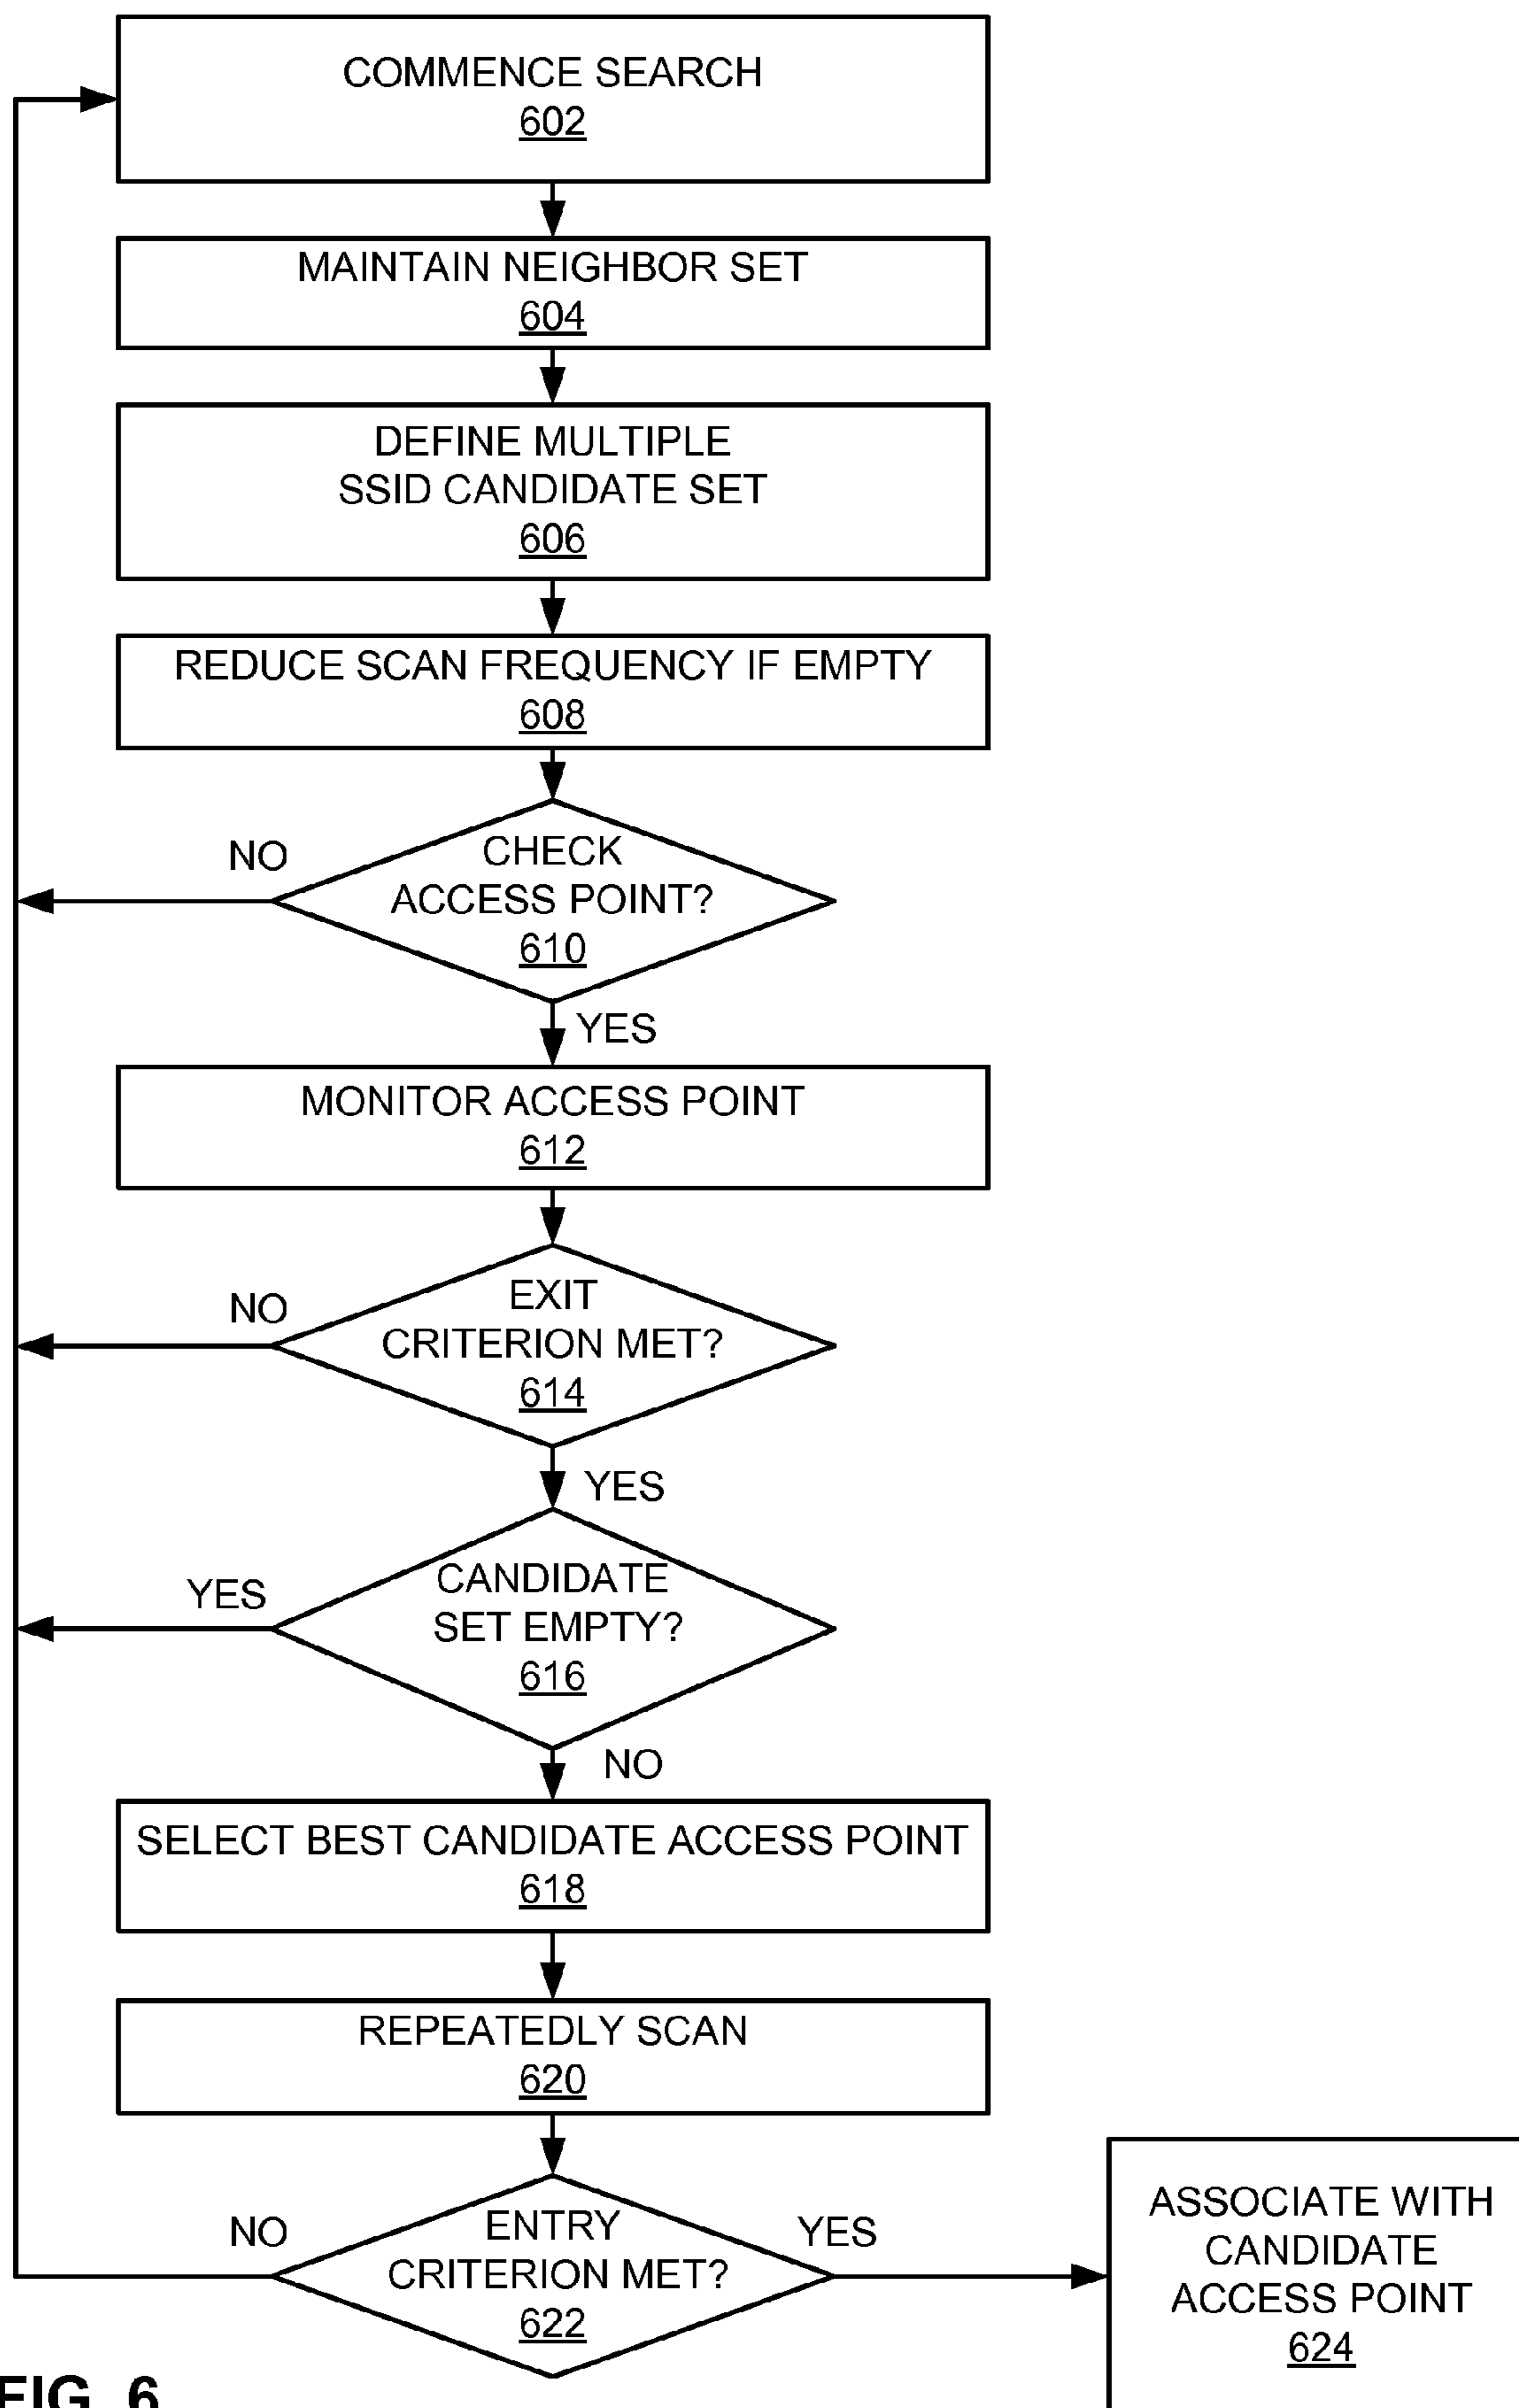 COMMENCE SEARCH
602
MAINTAIN NEIGHBOR SET
604
DEFINE MULTIPLE
SSID CANDIDATE SET
606
REDUCE SCAN FREQUENCY IF EMPTY
608
NO
CHECK
ACCESS POINT?
610
YES
MONITOR ACCESS POINT
612
NO
EXIT
CRITERION MET?
614
YES
YES
CANDIDATE
SET EMPTY?
616
NO
SELECT BEST CANDIDATE ACCESS POINT
618
REPEATEDLY SCAN
620
NO
ENTRY
CRITERION MET?
622
YES
ASSOCIATE WITH
CANDIDATE
ACCESS POINT
624
FIG. 6